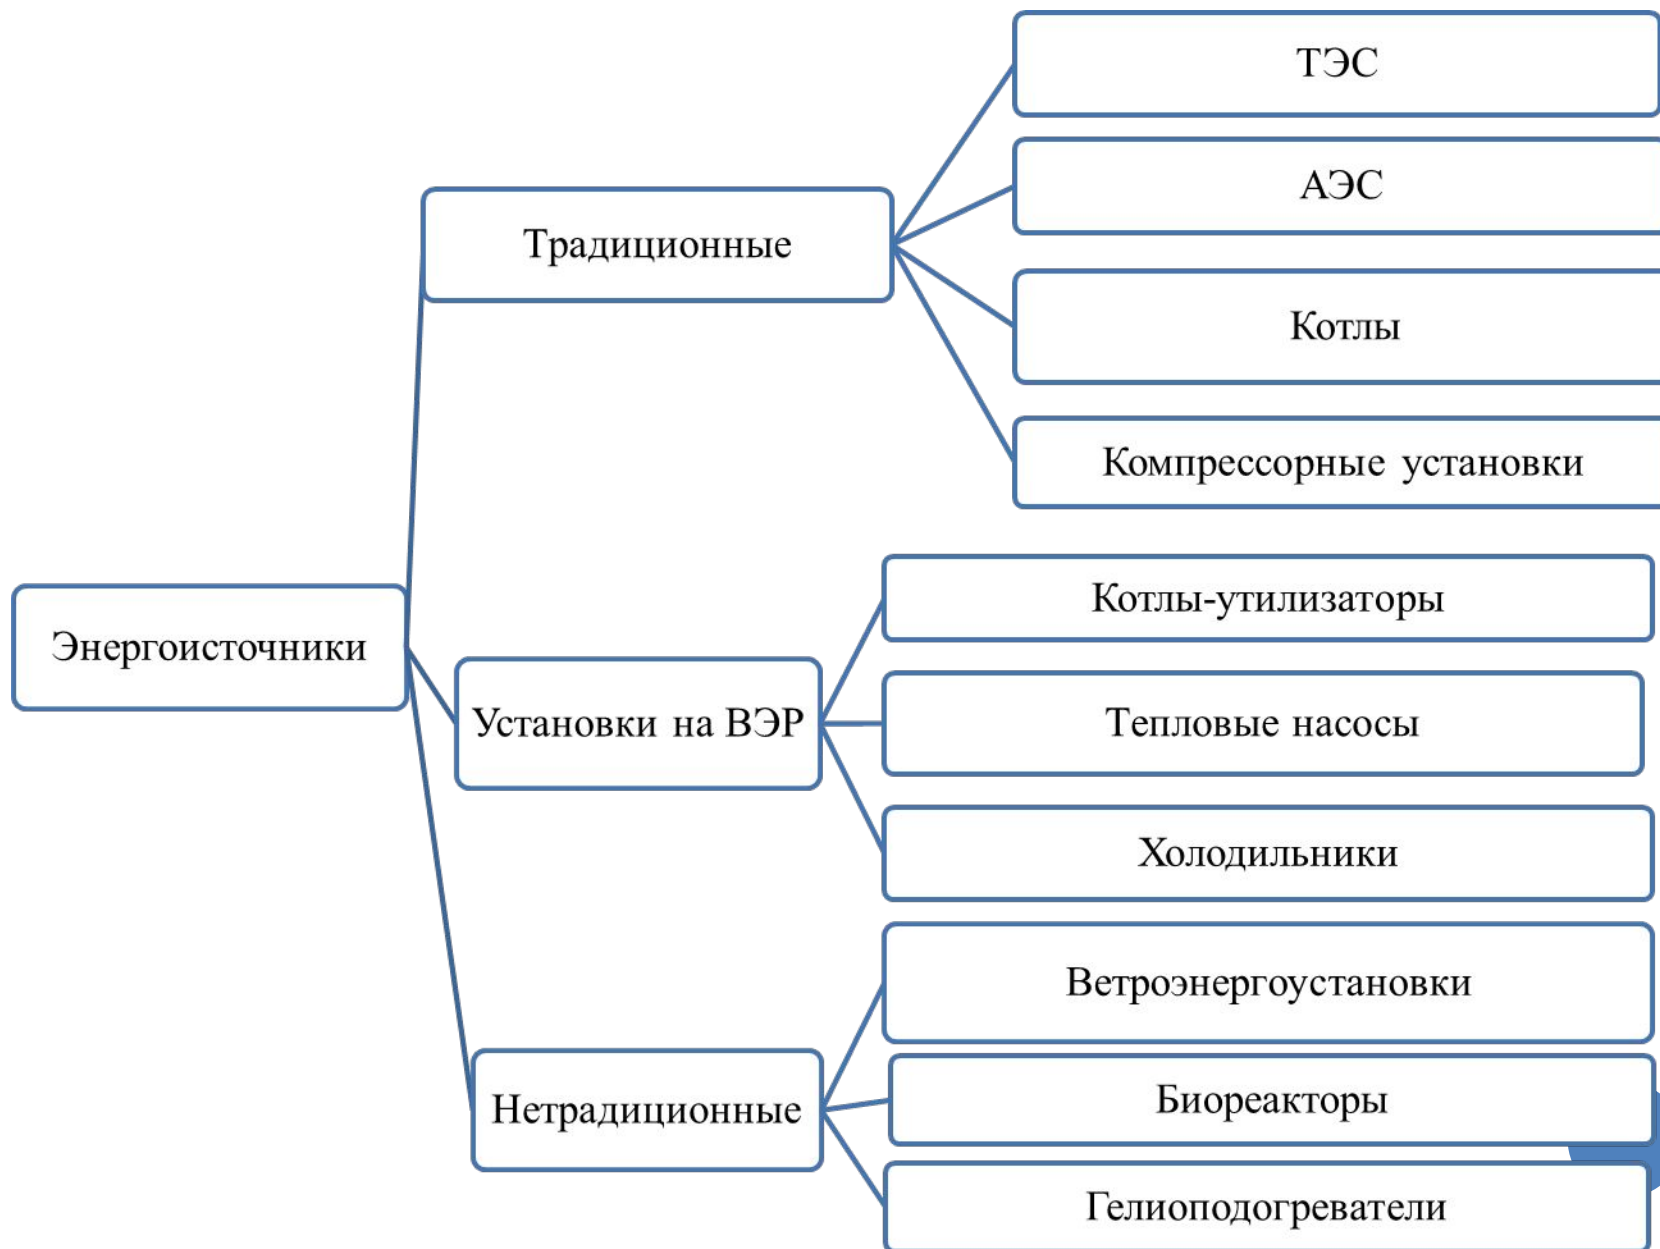 Энергоисточники
Традиционные
ТЭС
АЭС
Котлы
Компрессорные установки
Установки на ВЭР
Котлы-утилизаторы
Тепловые насосы
Холодильники
Нетрадиционные
Ветроэнергоустановки
Биореакторы
Гелиоподогреватели